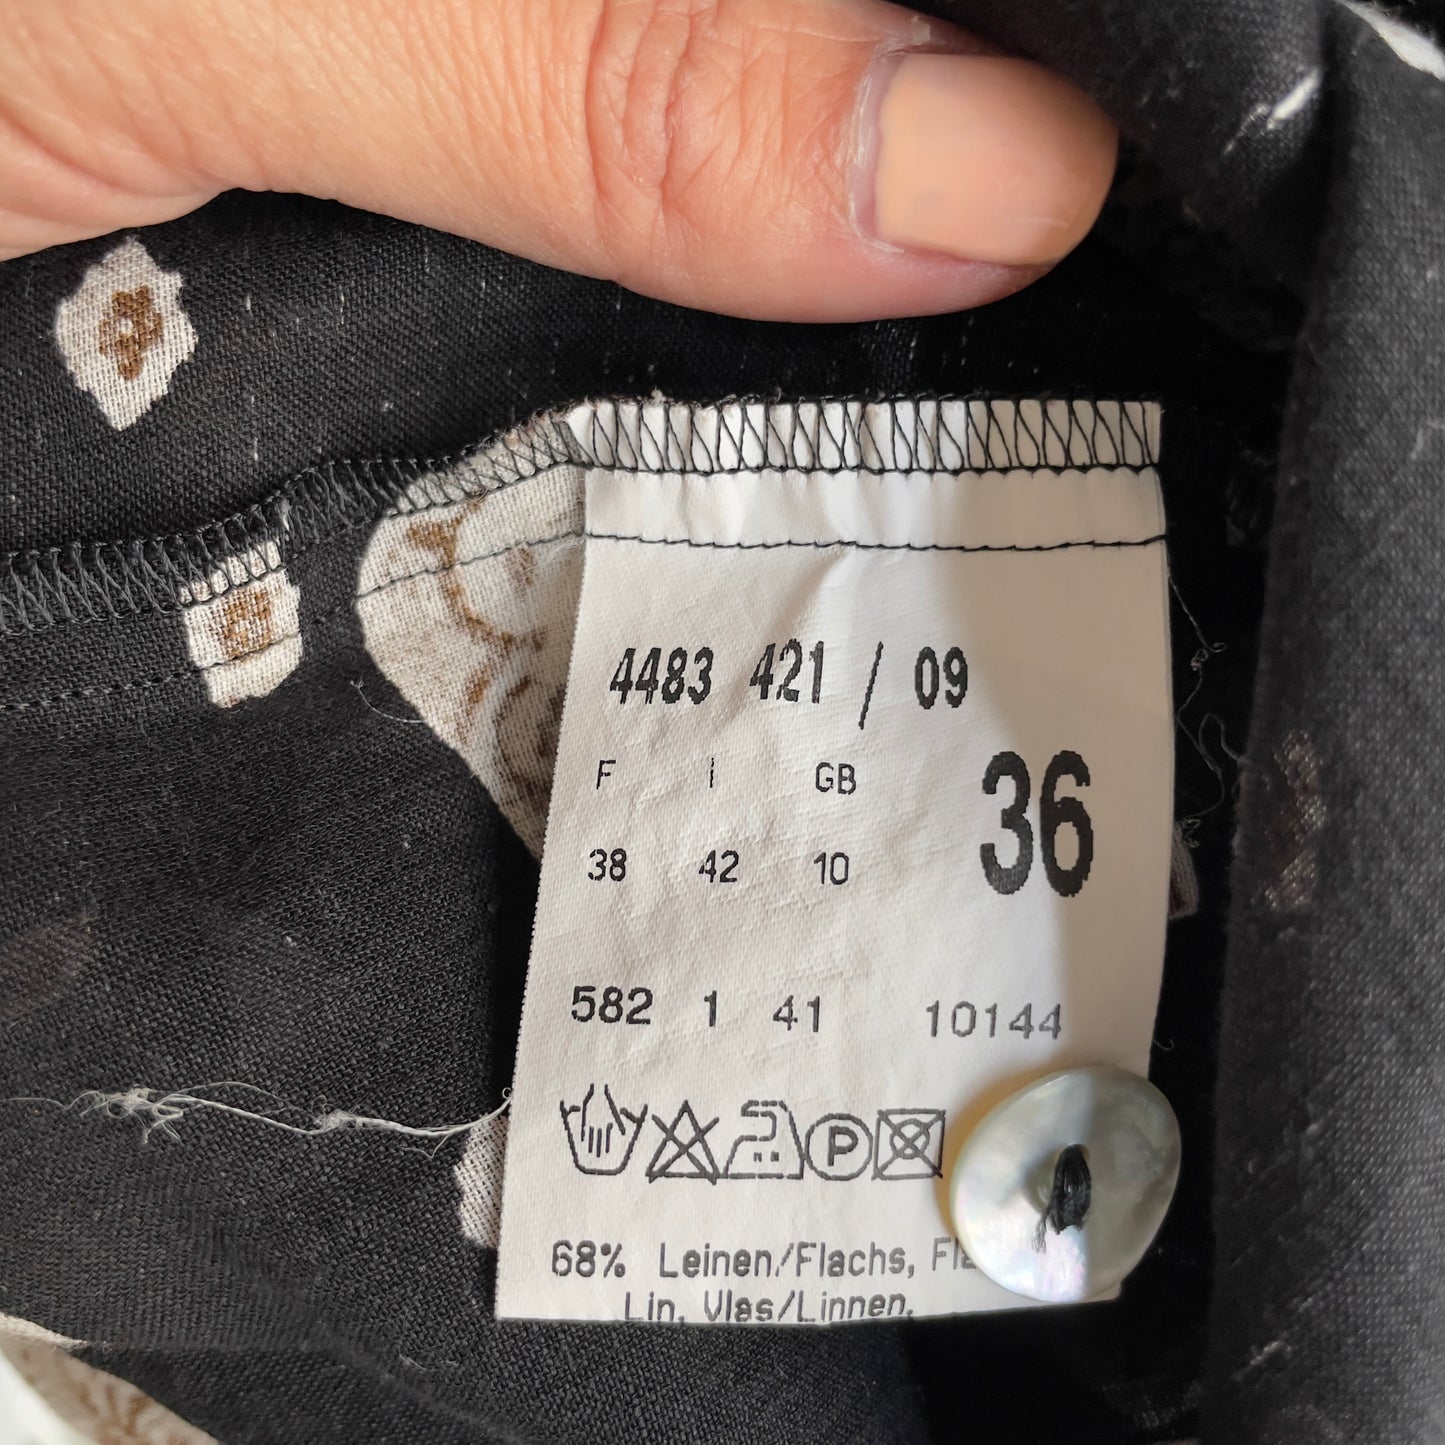 4483 421 / 09
F I GB
36
38 42 10
582 1 41 10144
P
68% Leinen/Flachs,
Lin, Vlas/Linnen,